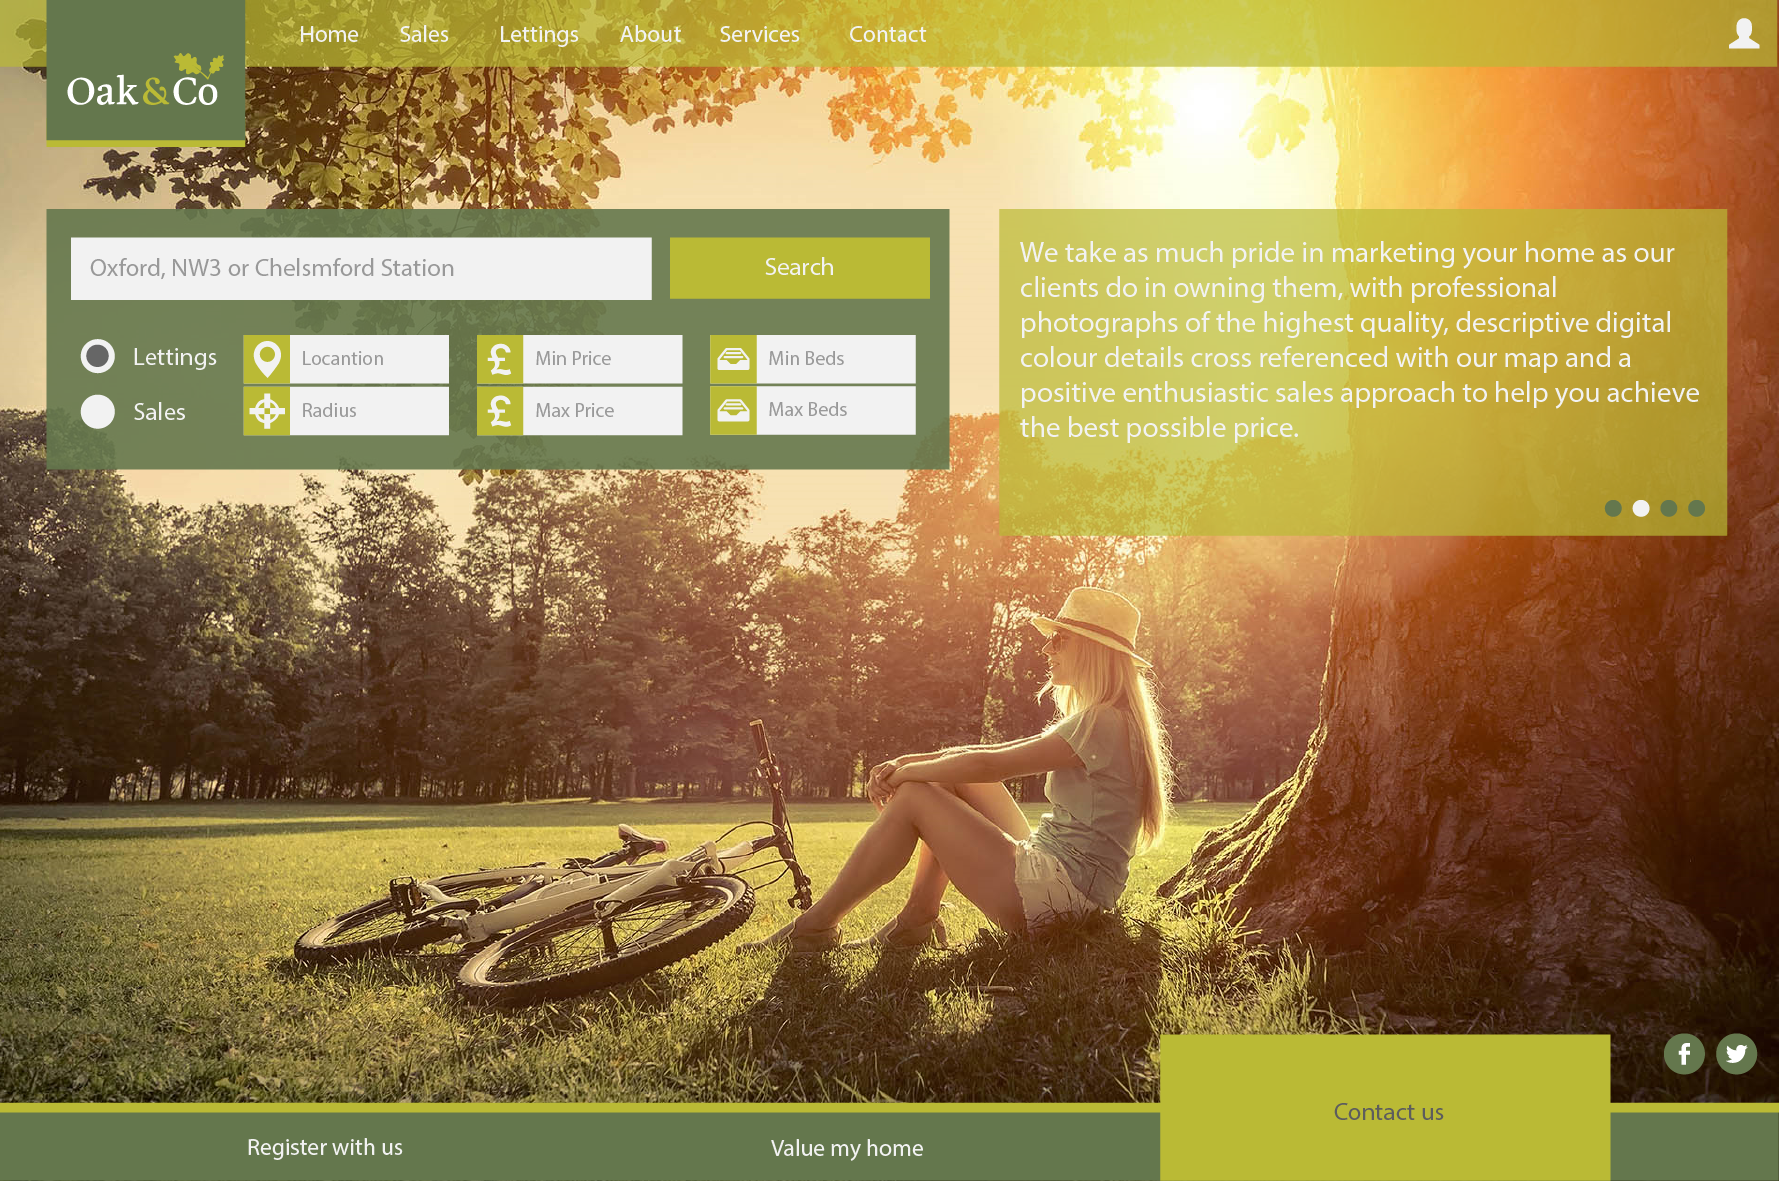 Home Sales Lettings About Services Contact
Oak&Co
Oxford, NW3 or Chelsmford Station
Search
Lettings
Locantion
Min Price
Min Beds
Sales
Radius
Max Price
Max Beds
We take as much pride in marketing your home as our
clients do in owning them, with professional
photographs of the highest quality, descriptive digital
colour details cross referenced with our map and a
positive enthusiastic sales approach to help you achieve
the best possible price.
Contact us
Register with us
Value my home